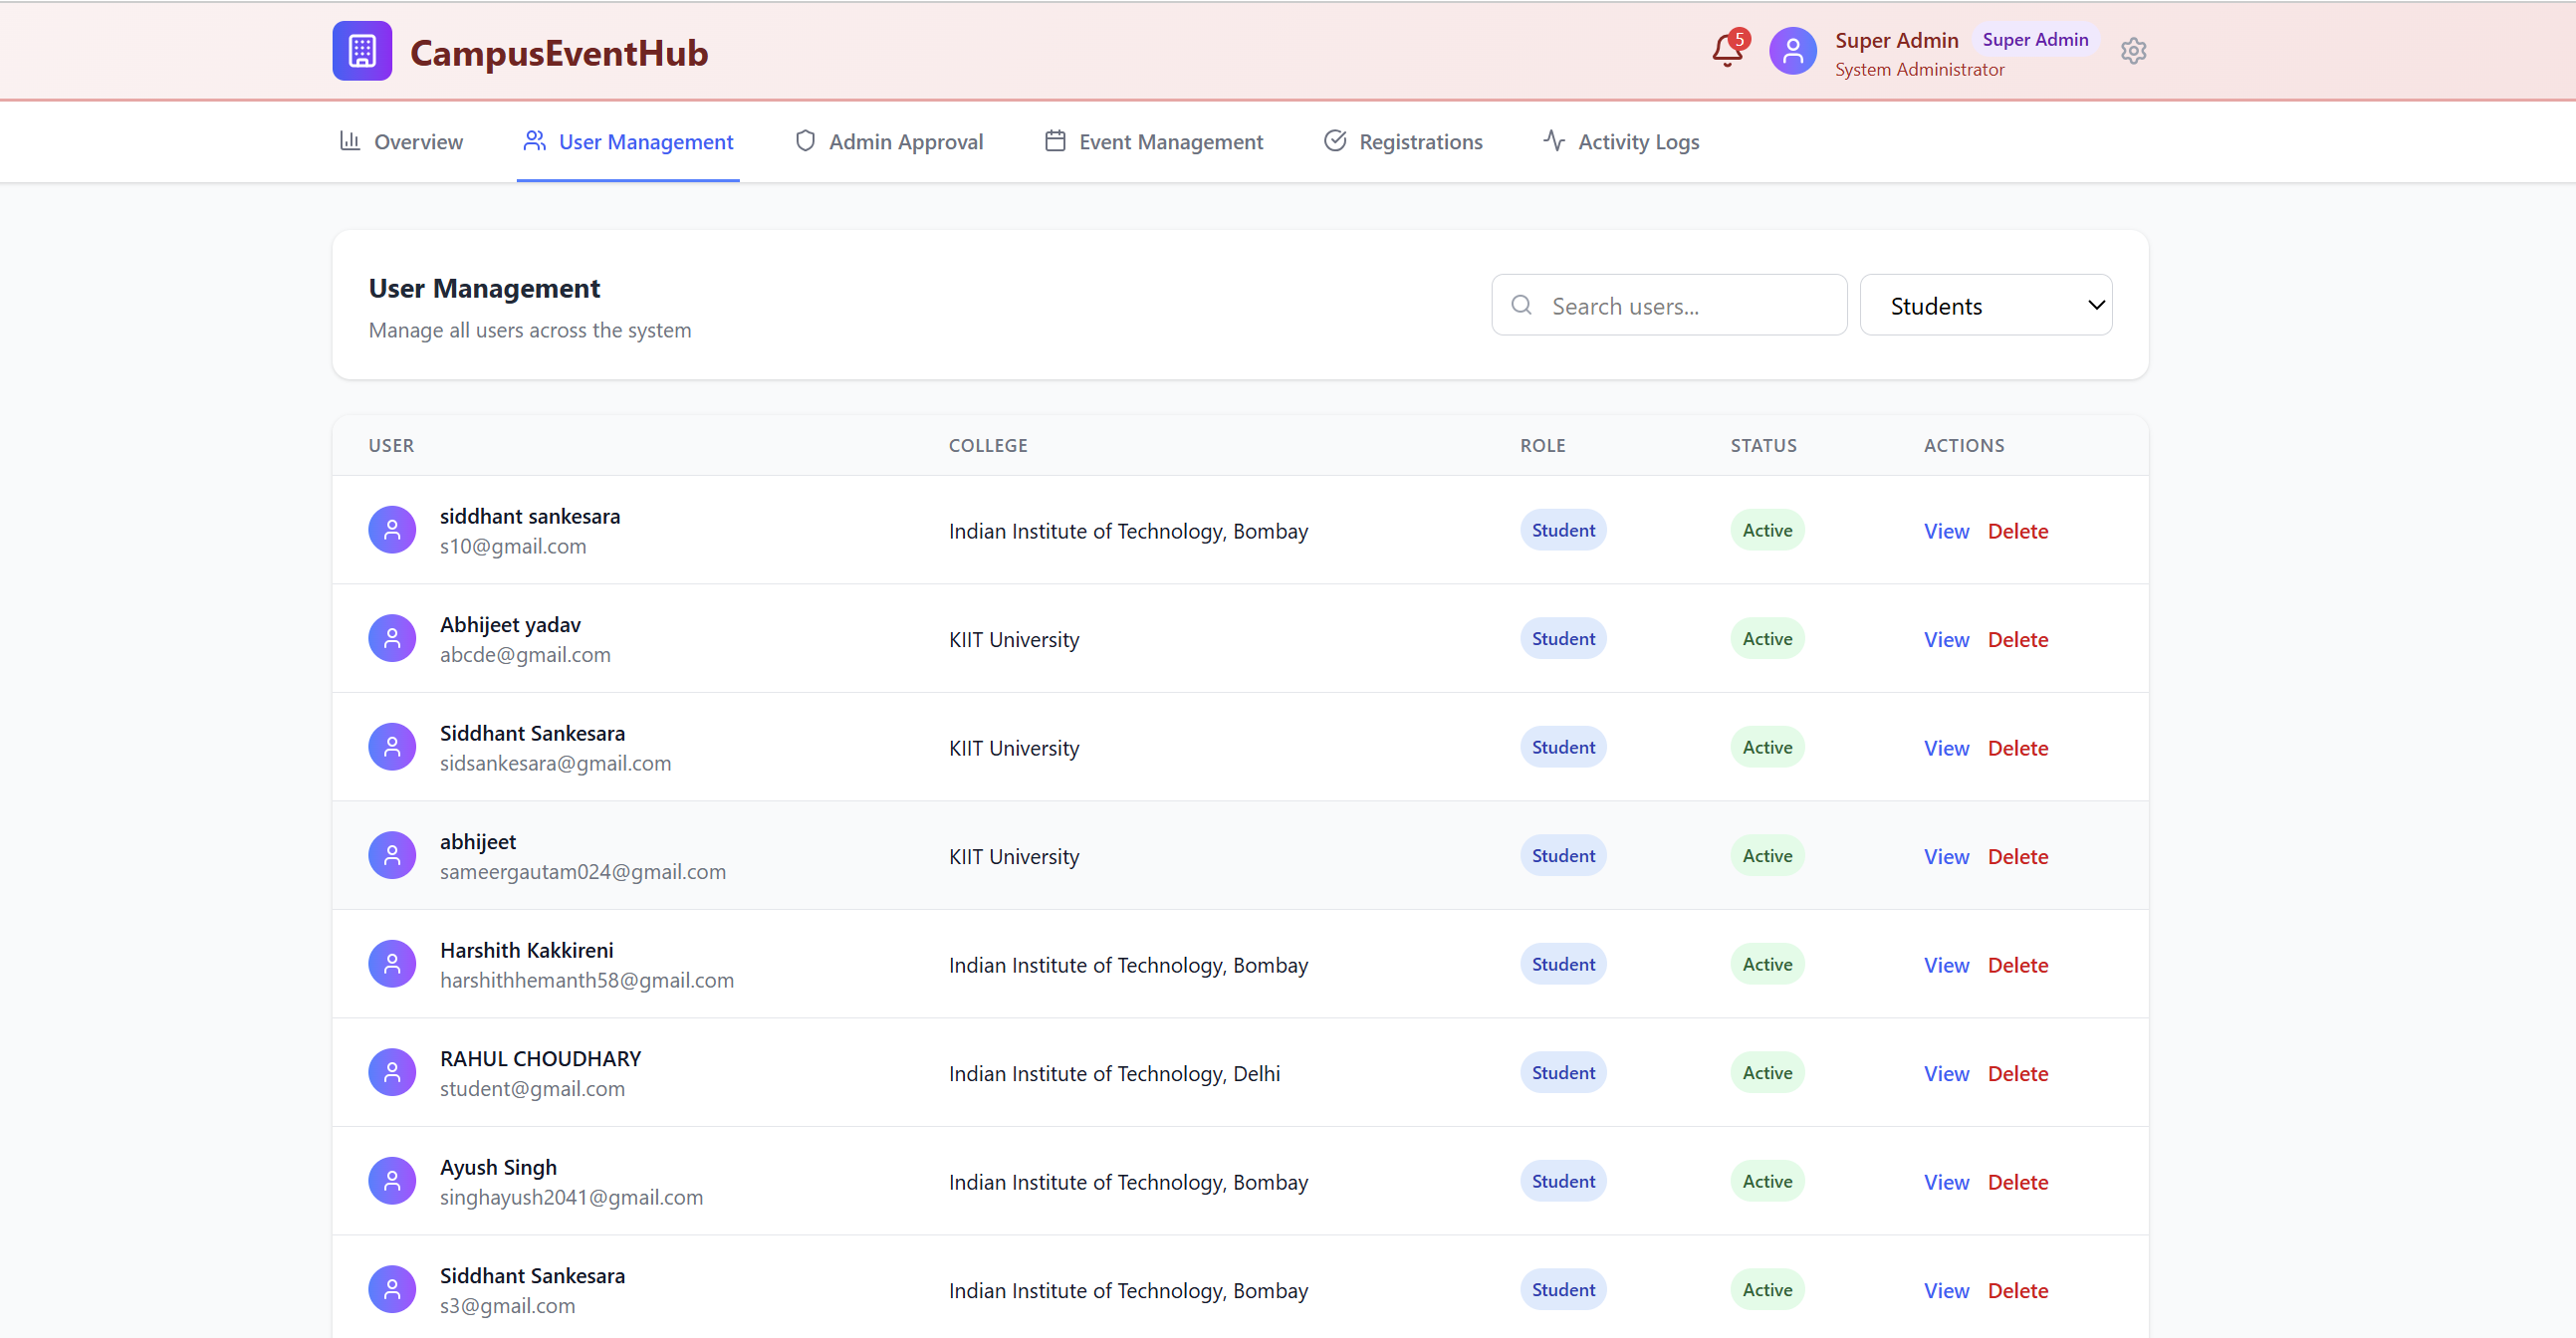 CampusEventHub
5
Super Admin Super Admin
System Administrator
Overview User Management Admin Approval Event Management Registrations Activity Logs
User Management
Manage all users across the system
Search users...
Students
USER COLLEGE ROLE STATUS ACTIONS
siddhant sankesara
s10@gmail.com
Indian Institute of Technology, Bombay Student Active View Delete
Abhijeet yadav
abcde@gmail.com
KIIT University Student Active View Delete
Siddhant Sankesara
sidsankesara@gmail.com
KIIT University Student Active View Delete
abhijeet
sameergautam024@gmail.com
KIIT University Student Active View Delete
Harshith Kakkireni
harshithhemanth58@gmail.com
Indian Institute of Technology, Bombay Student Active View Delete
RAHUL CHOUDHARY
student@gmail.com
Indian Institute of Technology, Delhi Student Active View Delete
Ayush Singh
singhayush2041@gmail.com
Indian Institute of Technology, Bombay Student Active View Delete
Siddhant Sankesara
s3@gmail.com
Indian Institute of Technology, Bombay Student Active View Delete